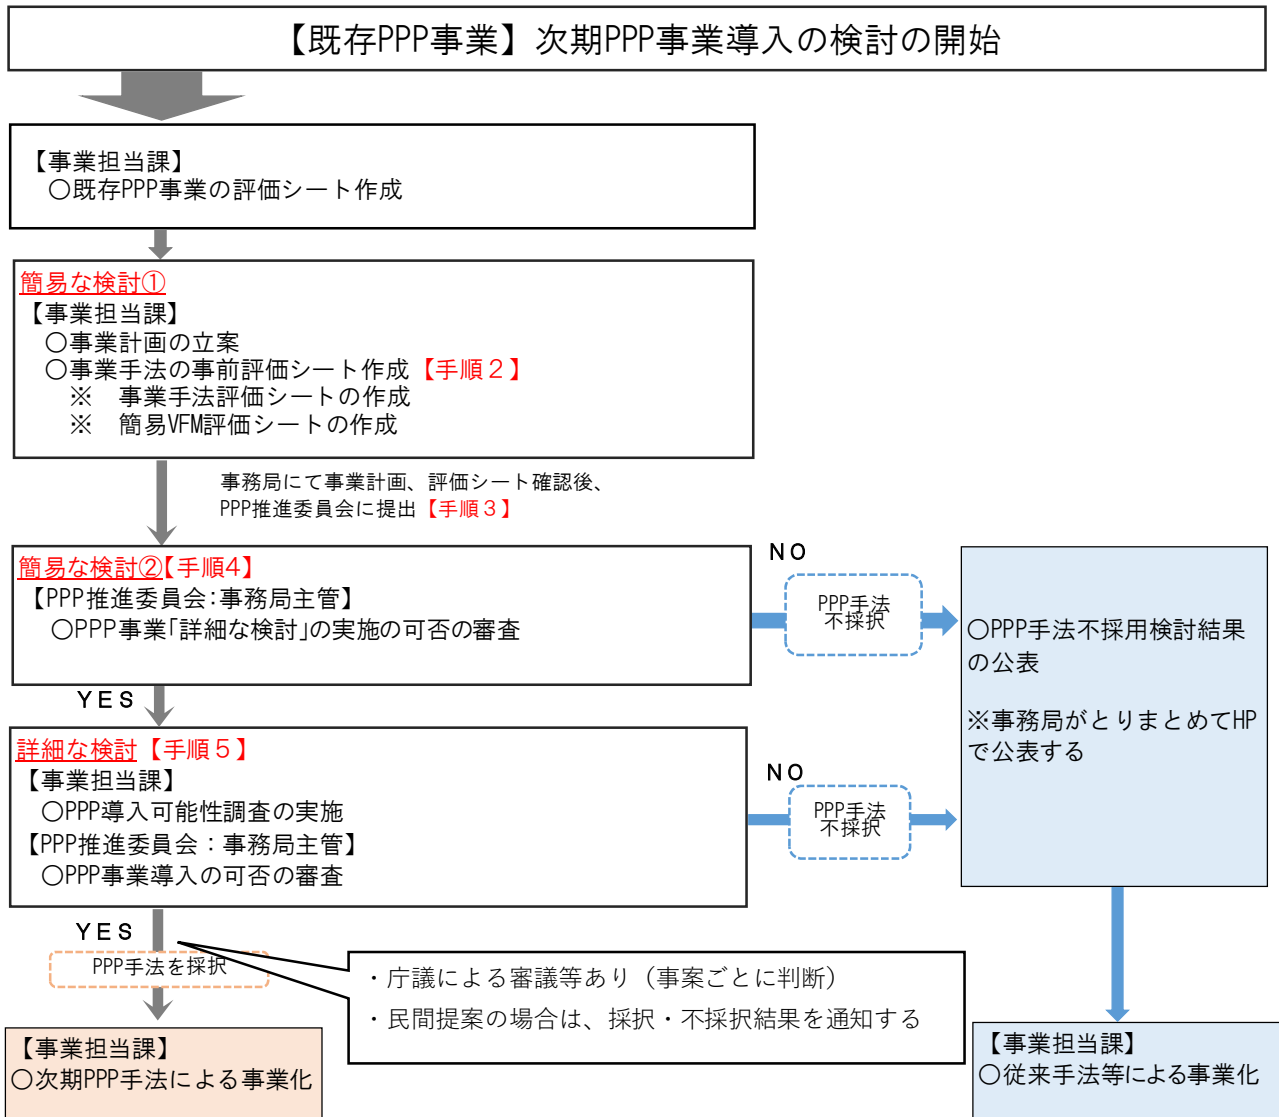 【既存PPP事業】次期PPP事業導入の検討の開始
【事業担当課】
○既存PPP事業の評価シート作成
簡易な検討①
【事業担当課】
○事業計画の立案
○事業手法の事前評価シート作成【手順２】
※　事業手法評価シートの作成
※　簡易VFM評価シートの作成
事務局にて事業計画、評価シート確認後、
PPP推進委員会に提出【手順３】
簡易な検討②【手順4】
【PPP推進委員会：事務局主管】
○PPP事業「詳細な検討」の実施の可否の審査
NO
PPP手法
不採択
○PPP手法不採用検討結果
の公表
※事務局がとりまとめてHP
で公表する
YES
詳細な検討【手順５】
【事業担当課】
○PPP導入可能性調査の実施
【PPP推進委員会：事務局主管】
○PPP事業導入の可否の審査
NO
PPP手法
不採択
YES
PPP手法を採択
・庁議による審議等あり（事案ごとに判断）
・民間提案の場合は、採択・不採択結果を通知する
【事業担当課】
○次期PPP手法による事業化
【事業担当課】
○従来手法等による事業化